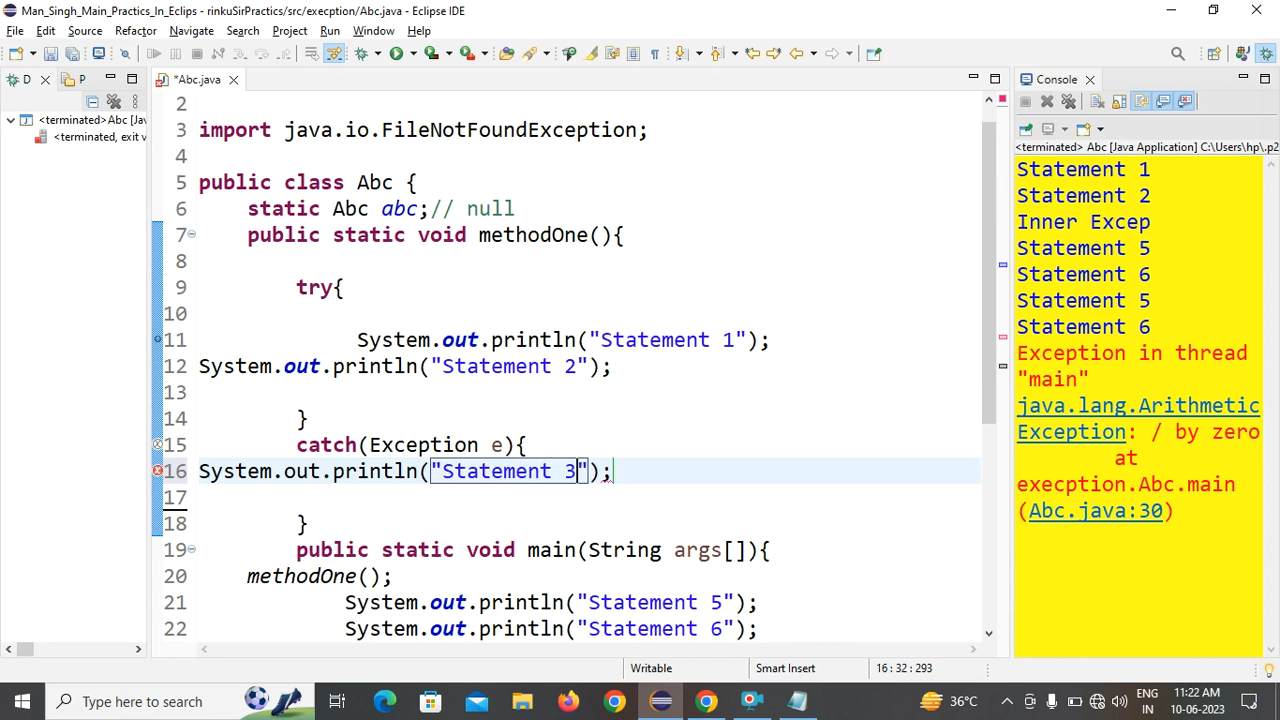 Man_Singh_Main_Practics_In_Eclips - rinkuSirPractics/src/execption/Abc.java - Eclipse IDE
File Edit Source Refactor Navigate Search Project Run Window Help
D P
*Abc.java
Console
<terminated>Abc [Jav
<terminated, exit v
<terminated> Abc [Java Application] C:\Users\hp\.p2
2
3 import java.io.FileNotFoundException;
4
5 public class Abc {
6 static Abc abc;// null
7 public static void methodOne(){
8
9 try{
10
11 System.out.println("Statement 1");
12 System.out.println("Statement 2");
13
14 }
15 catch(Exception e){
16 System.out.println("Statement 3");
17
18 }
19 public static void main(String args[]){
20 methodOne();
21 System.out.println("Statement 5");
22 System.out.println("Statement 6");
Statement 1
Statement 2
Inner Excep
Statement 5
Statement 6
Statement 5
Statement 6
Exception in thread
"main"
java.lang.Arithmetic
Exception: / by zero
at
execption.Abc.main
(Abc.java:30)
Writable Smart Insert 16 : 32 : 293
Type here to search
36°C
ENG
IN
11:22 AM
10-06-2023